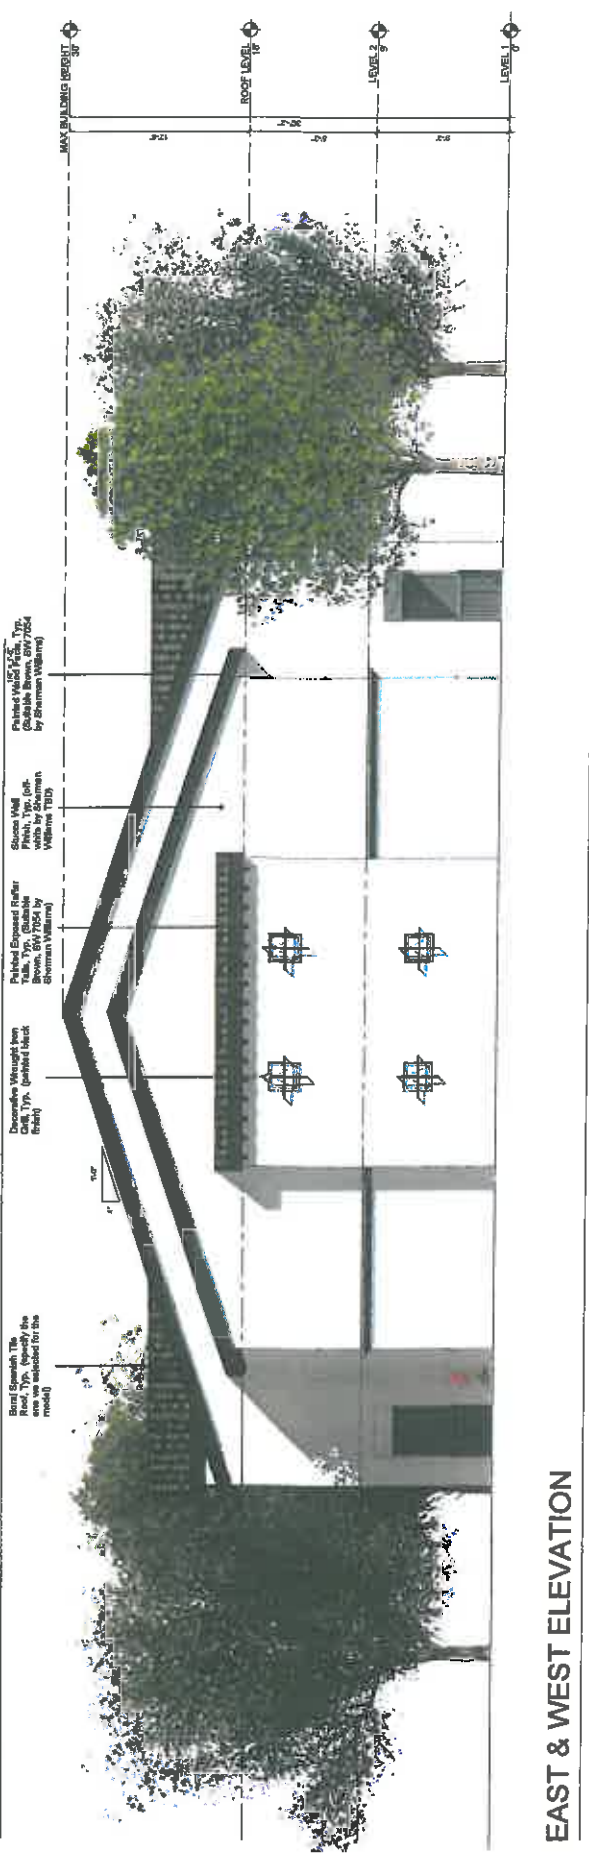 Boral Spanish Tile
Roof, Typ. (specify the
one we selected for the
model)
4"
Decorative Wrought Iron
Grill, Typ. (painted black
finish)
Painted Exposed Rafter
Tails, Typ. (Suitable
Brown, SW 7054 by
Sherman Williams)
Stucco Wall
Finish, Typ. (off-
white by Sherman
Williams TBD)
Painted Wood Facia, Typ.
(Suitable Brown, SW 7054
by Sherman Williams)
MAX BUILDING HEIGHT
30'
ROOF LEVEL
18'
LEVEL 2
9'
LEVEL 1
0'
EAST & WEST ELEVATION